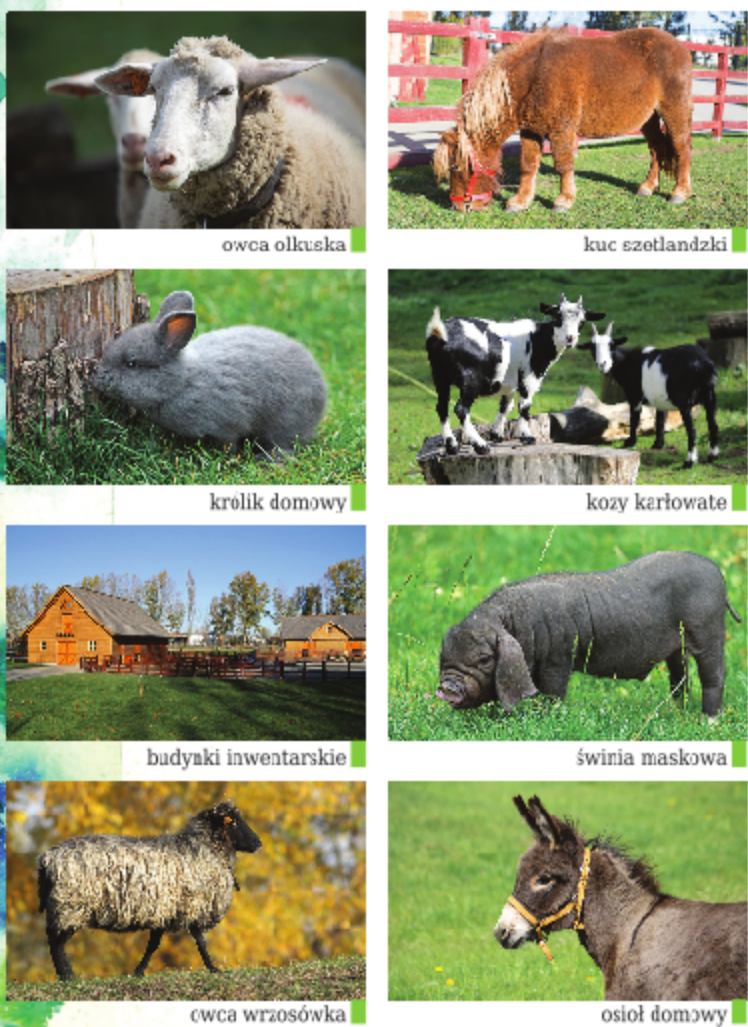 owca olkuska
kuc szetlandzki
królik domowy
kozy karłowate
budynki inwentarskie
świnia maskowa
owca wrzosówka
osioł domowy